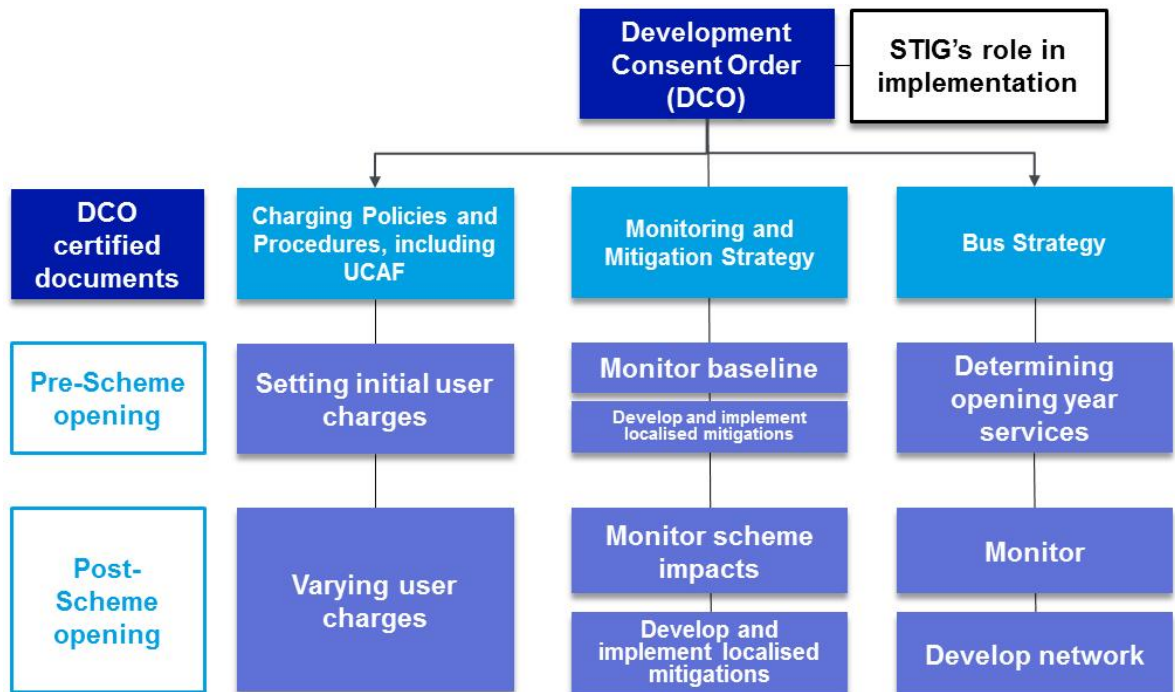 Development
Consent Order
(DCO)
STIG’s role in
implementation
DCO
certified
documents
Charging Policies and
Procedures, including
UCAF
Monitoring and
Mitigation Strategy
Bus Strategy
Pre-Scheme
opening
Setting initial user
charges
Monitor baseline
Develop and implement
localised mitigations
Determining
opening year
services
Post-
Scheme
opening
Varying user
charges
Monitor scheme
impacts
Develop and
implement localised
mitigations
Monitor
Develop network